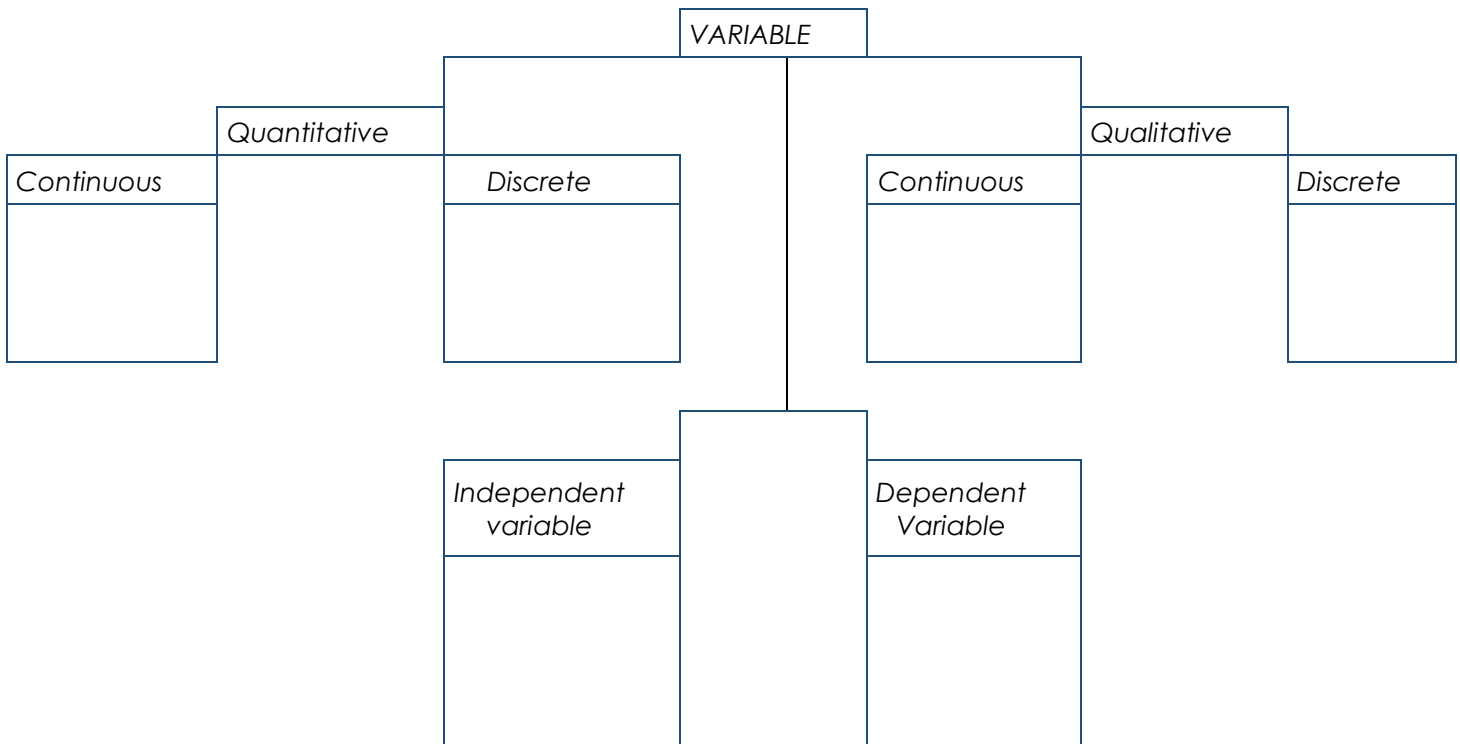 VARIABLE
Quantitative
Qualitative
Continuous
Discrete
Continuous
Discrete
Independent
variable
Dependent
Variable